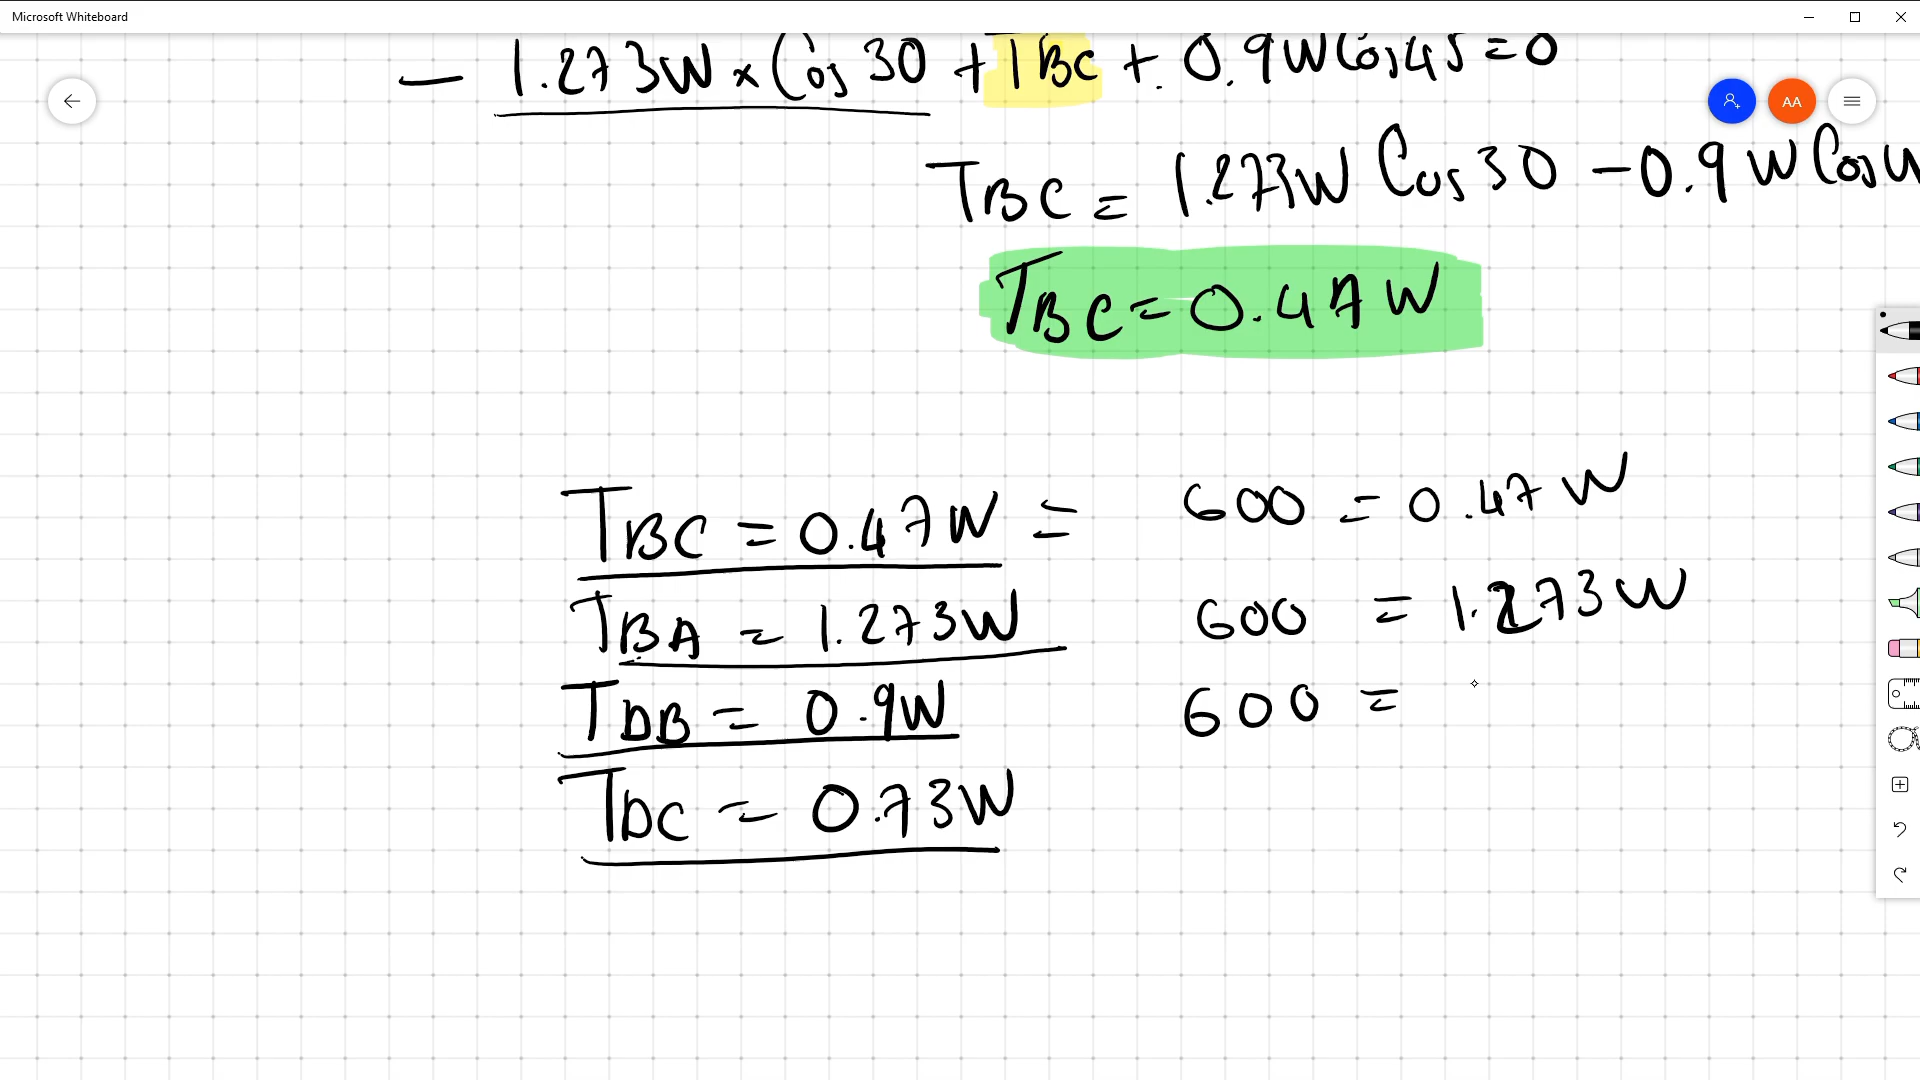 Microsoft Whiteboard
- 1.273W × Cos 30 + TBC + 0.9W Cos45 = 0
AA
TBC = 1.273W Cos 30 - 0.9 W Cos
TBC = 0.47 W
TBC = 0.47W = 600 = 0.47 W
TBA = 1.273W 600 = 1.273 W
TDB = 0.9W 600 =
TDC = 0.73W